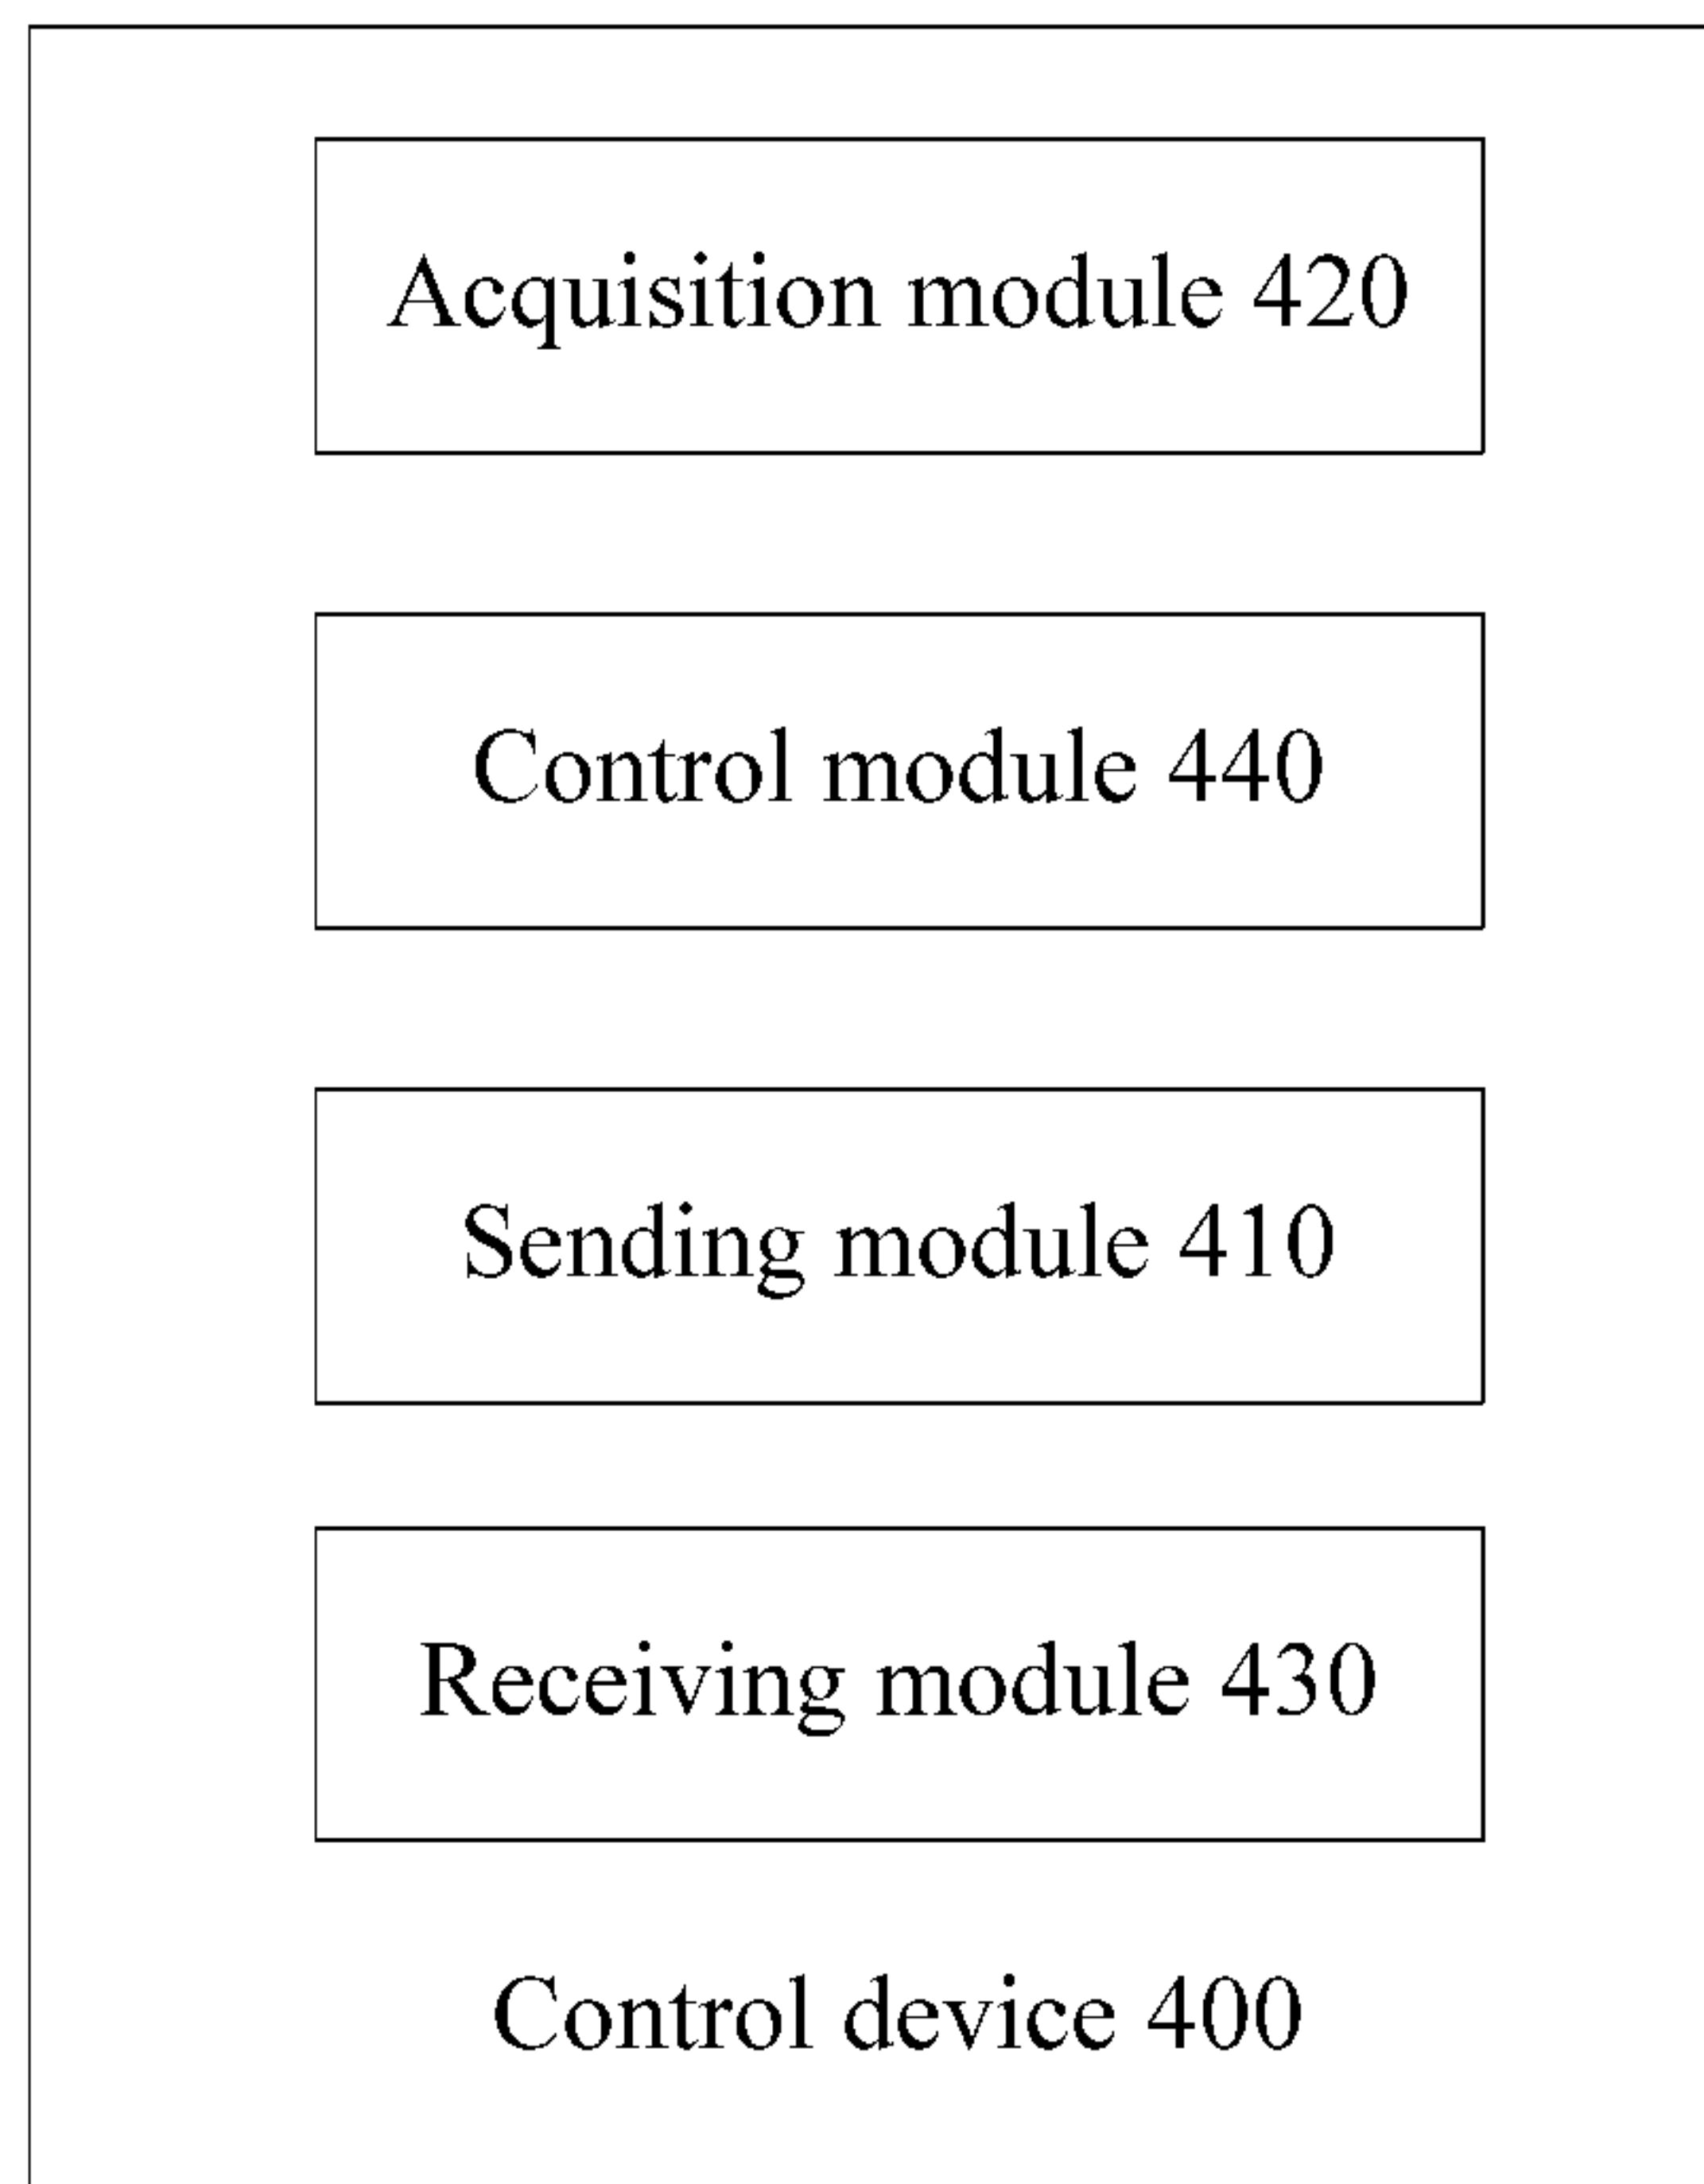 Acquisition module 420
Control module 440
Sending module 410
Receiving module 430
Control device 400